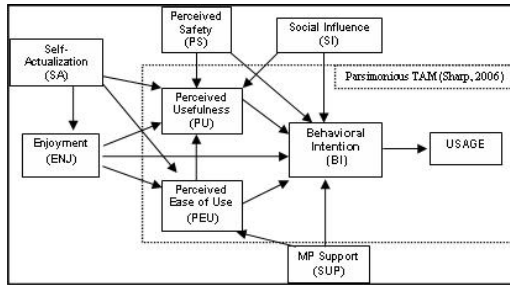 Perceived
Safety
(PS)
Social Influence
(SI)
Self-
Actualization
(SA)
Parsimonious TAM (Sharp, 2006)
Perceived
Usefulness
(PU)
Behavioral
Intention
(BI)
USAGE
Enjoyment
(ENJ)
Perceived
Ease of Use
(PEU)
MP Support
(SUP)